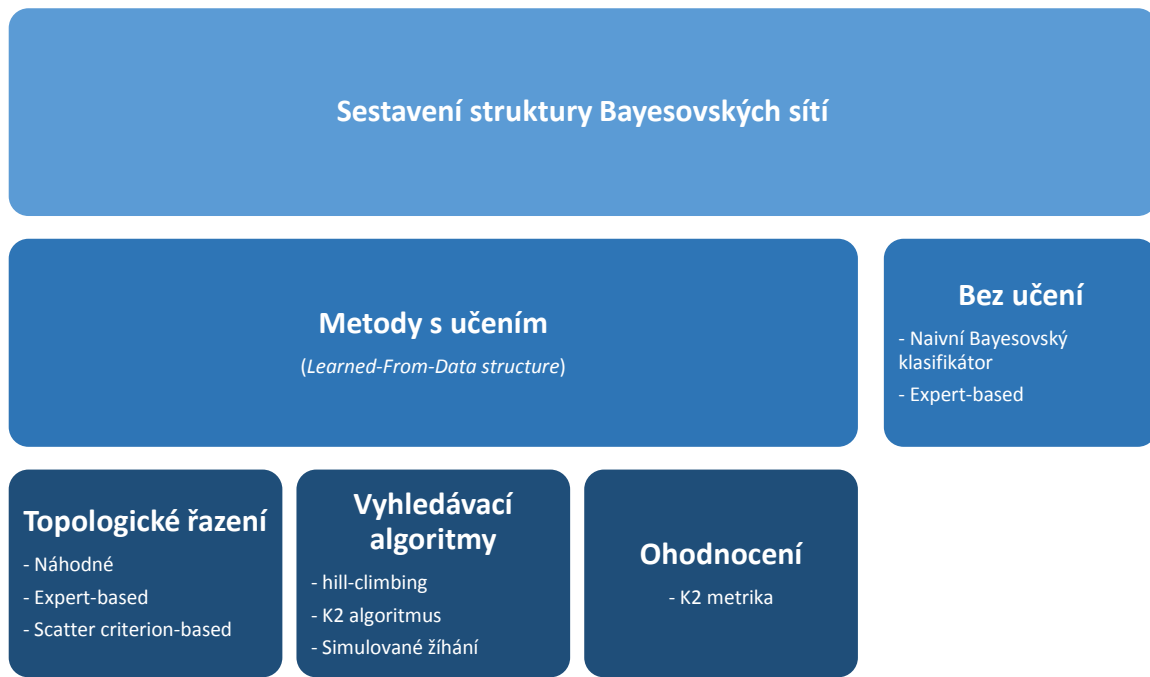 Sestavení struktury Bayesovských sítí
Metody s učením
(Learned-From-Data structure)
Bez učení
- Naivní Bayesovský
klasifikátor
- Expert-based
Topologické řazení
- Náhodné
- Expert-based
- Scatter criterion-based
Vyhledávací
algoritmy
- hill-climbing
- K2 algoritmus
- Simulované žíhání
Ohodnocení
- K2 metrika